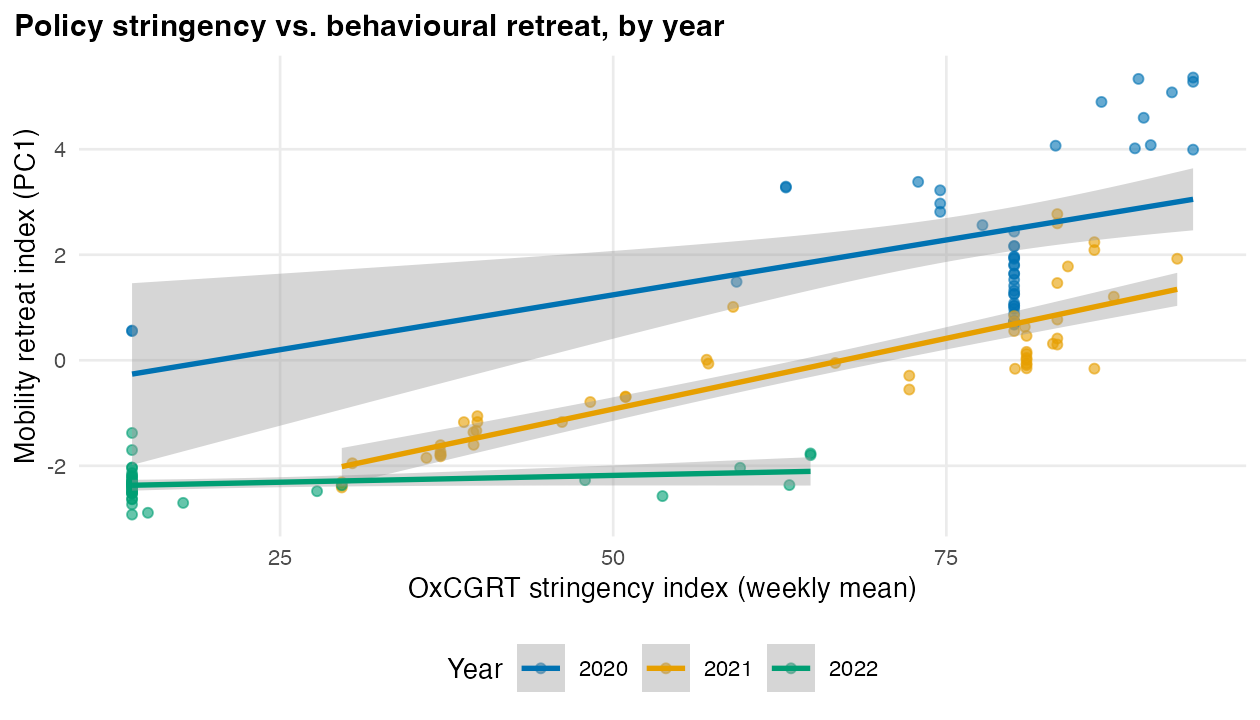 Policy stringency vs. behavioural retreat, by year
Mobility retreat index (PC1)
4
2
0
-2
25 50 75
OxCGRT stringency index (weekly mean)
Year 2020 2021 2022